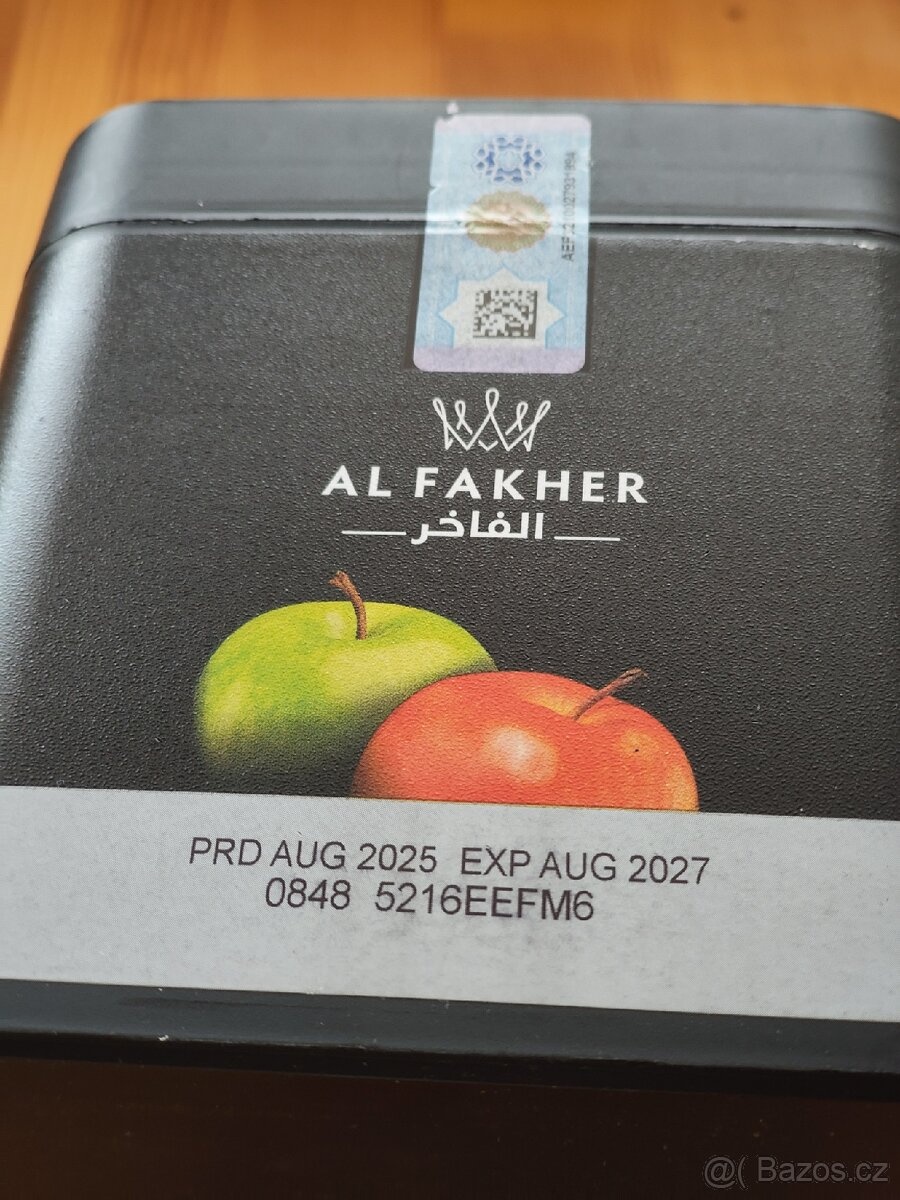 AL FAKHER
الفاخر
PRD AUG 2025 EXP AUG 2027
0848 5216EEFM6
@( Bazos.cz